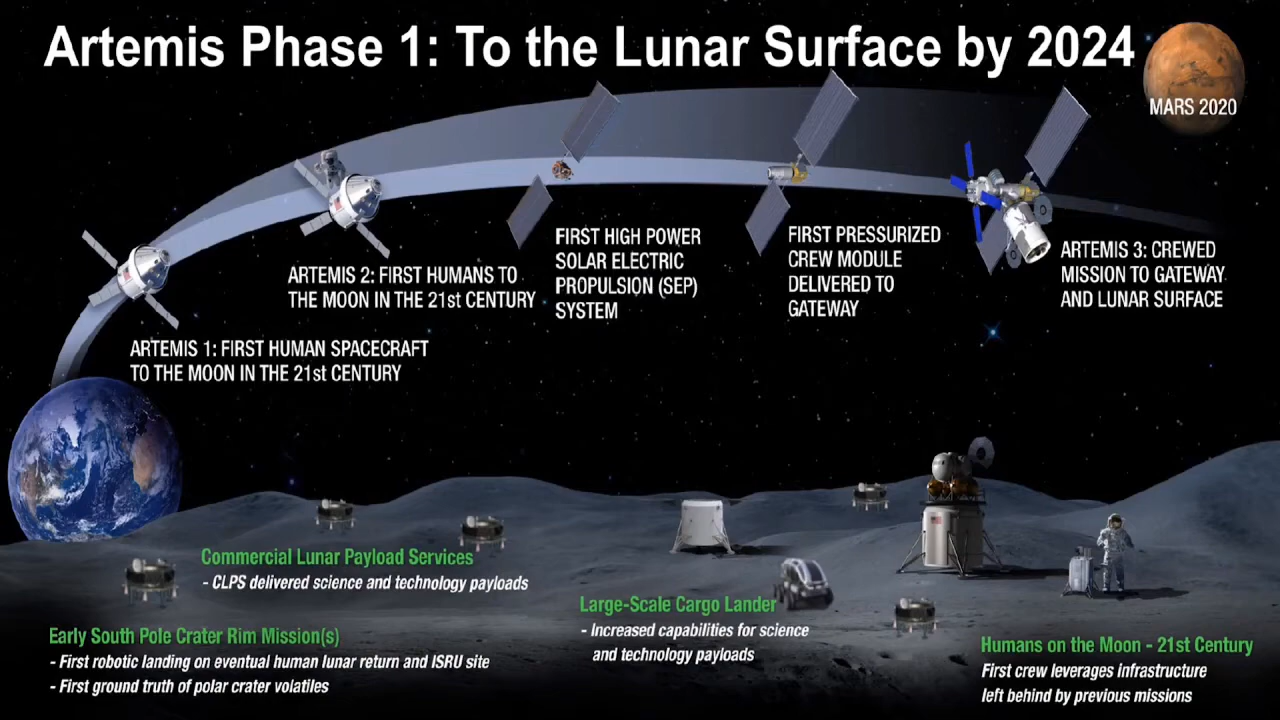 Artemis Phase 1: To the Lunar Surface by 2024
MARS 2020
ARTEMIS 1: FIRST HUMAN SPACECRAFT
TO THE MOON IN THE 21st CENTURY
ARTEMIS 2: FIRST HUMANS TO
THE MOON IN THE 21st CENTURY
FIRST HIGH POWER
SOLAR ELECTRIC
PROPULSION (SEP)
SYSTEM
FIRST PRESSURIZED
CREW MODULE
DELIVERED TO
GATEWAY
ARTEMIS 3: CREWED
MISSION TO GATEWAY
AND LUNAR SURFACE
Commercial Lunar Payload Services
- CLPS delivered science and technology payloads
Early South Pole Crater Rim Mission(s)
- First robotic landing on eventual human lunar return and ISRU site
- First ground truth of polar crater volatiles
Large-Scale Cargo Lander
- Increased capabilities for science
and technology payloads
Humans on the Moon - 21st Century
First crew leverages infrastructure
left behind by previous missions